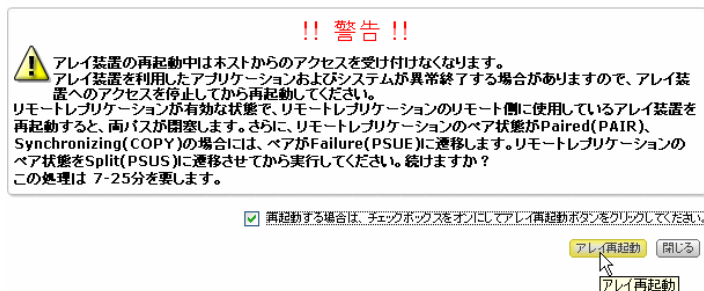 !! 警告 !!
アレイ装置の再起動中はホストからのアクセスを受け付けなくなります。
アレイ装置を利用したアプリケーションおよびシステムが異常終了する場合がありますので、アレイ装
置へのアクセスを停止してから再起動してください。
リモートレプリケーションが有効な状態で、リモートレプリケーションのリモート側に使用しているアレイ装置を
再起動すると、両パスが閉塞します。さらに、リモートレプリケーションのペア状態がPaired(PAIR)、
Synchronizing(COPY)の場合には、ペアがFailure(PSUE)に遷移します。リモートレプリケーションの
ペア状態をSplit(PSUS)に遷移させてから実行してください。続けますか？
この処理は 7-25分を要します。
再起動する場合は、チェックボックスをオンにしてアレイ再起動ボタンをクリックしてください。
アレイ再起動 閉じる
アレイ再起動